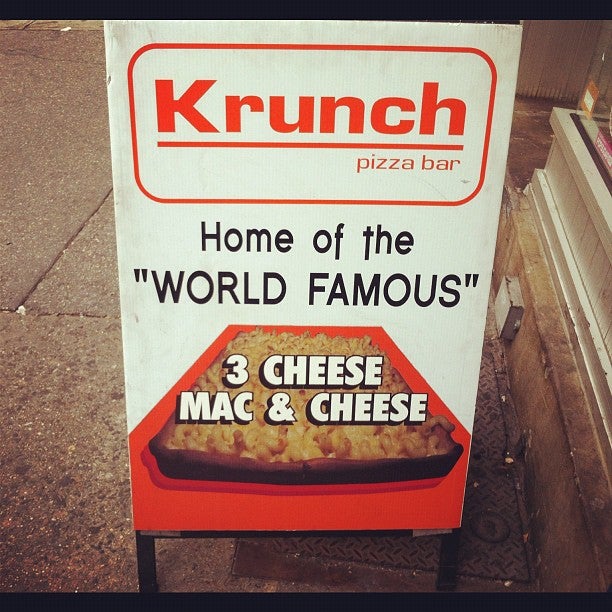 Krunch
pizza bar
Home of the
"WORLD FAMOUS"
3 CHEESE
MAC & CHEESE